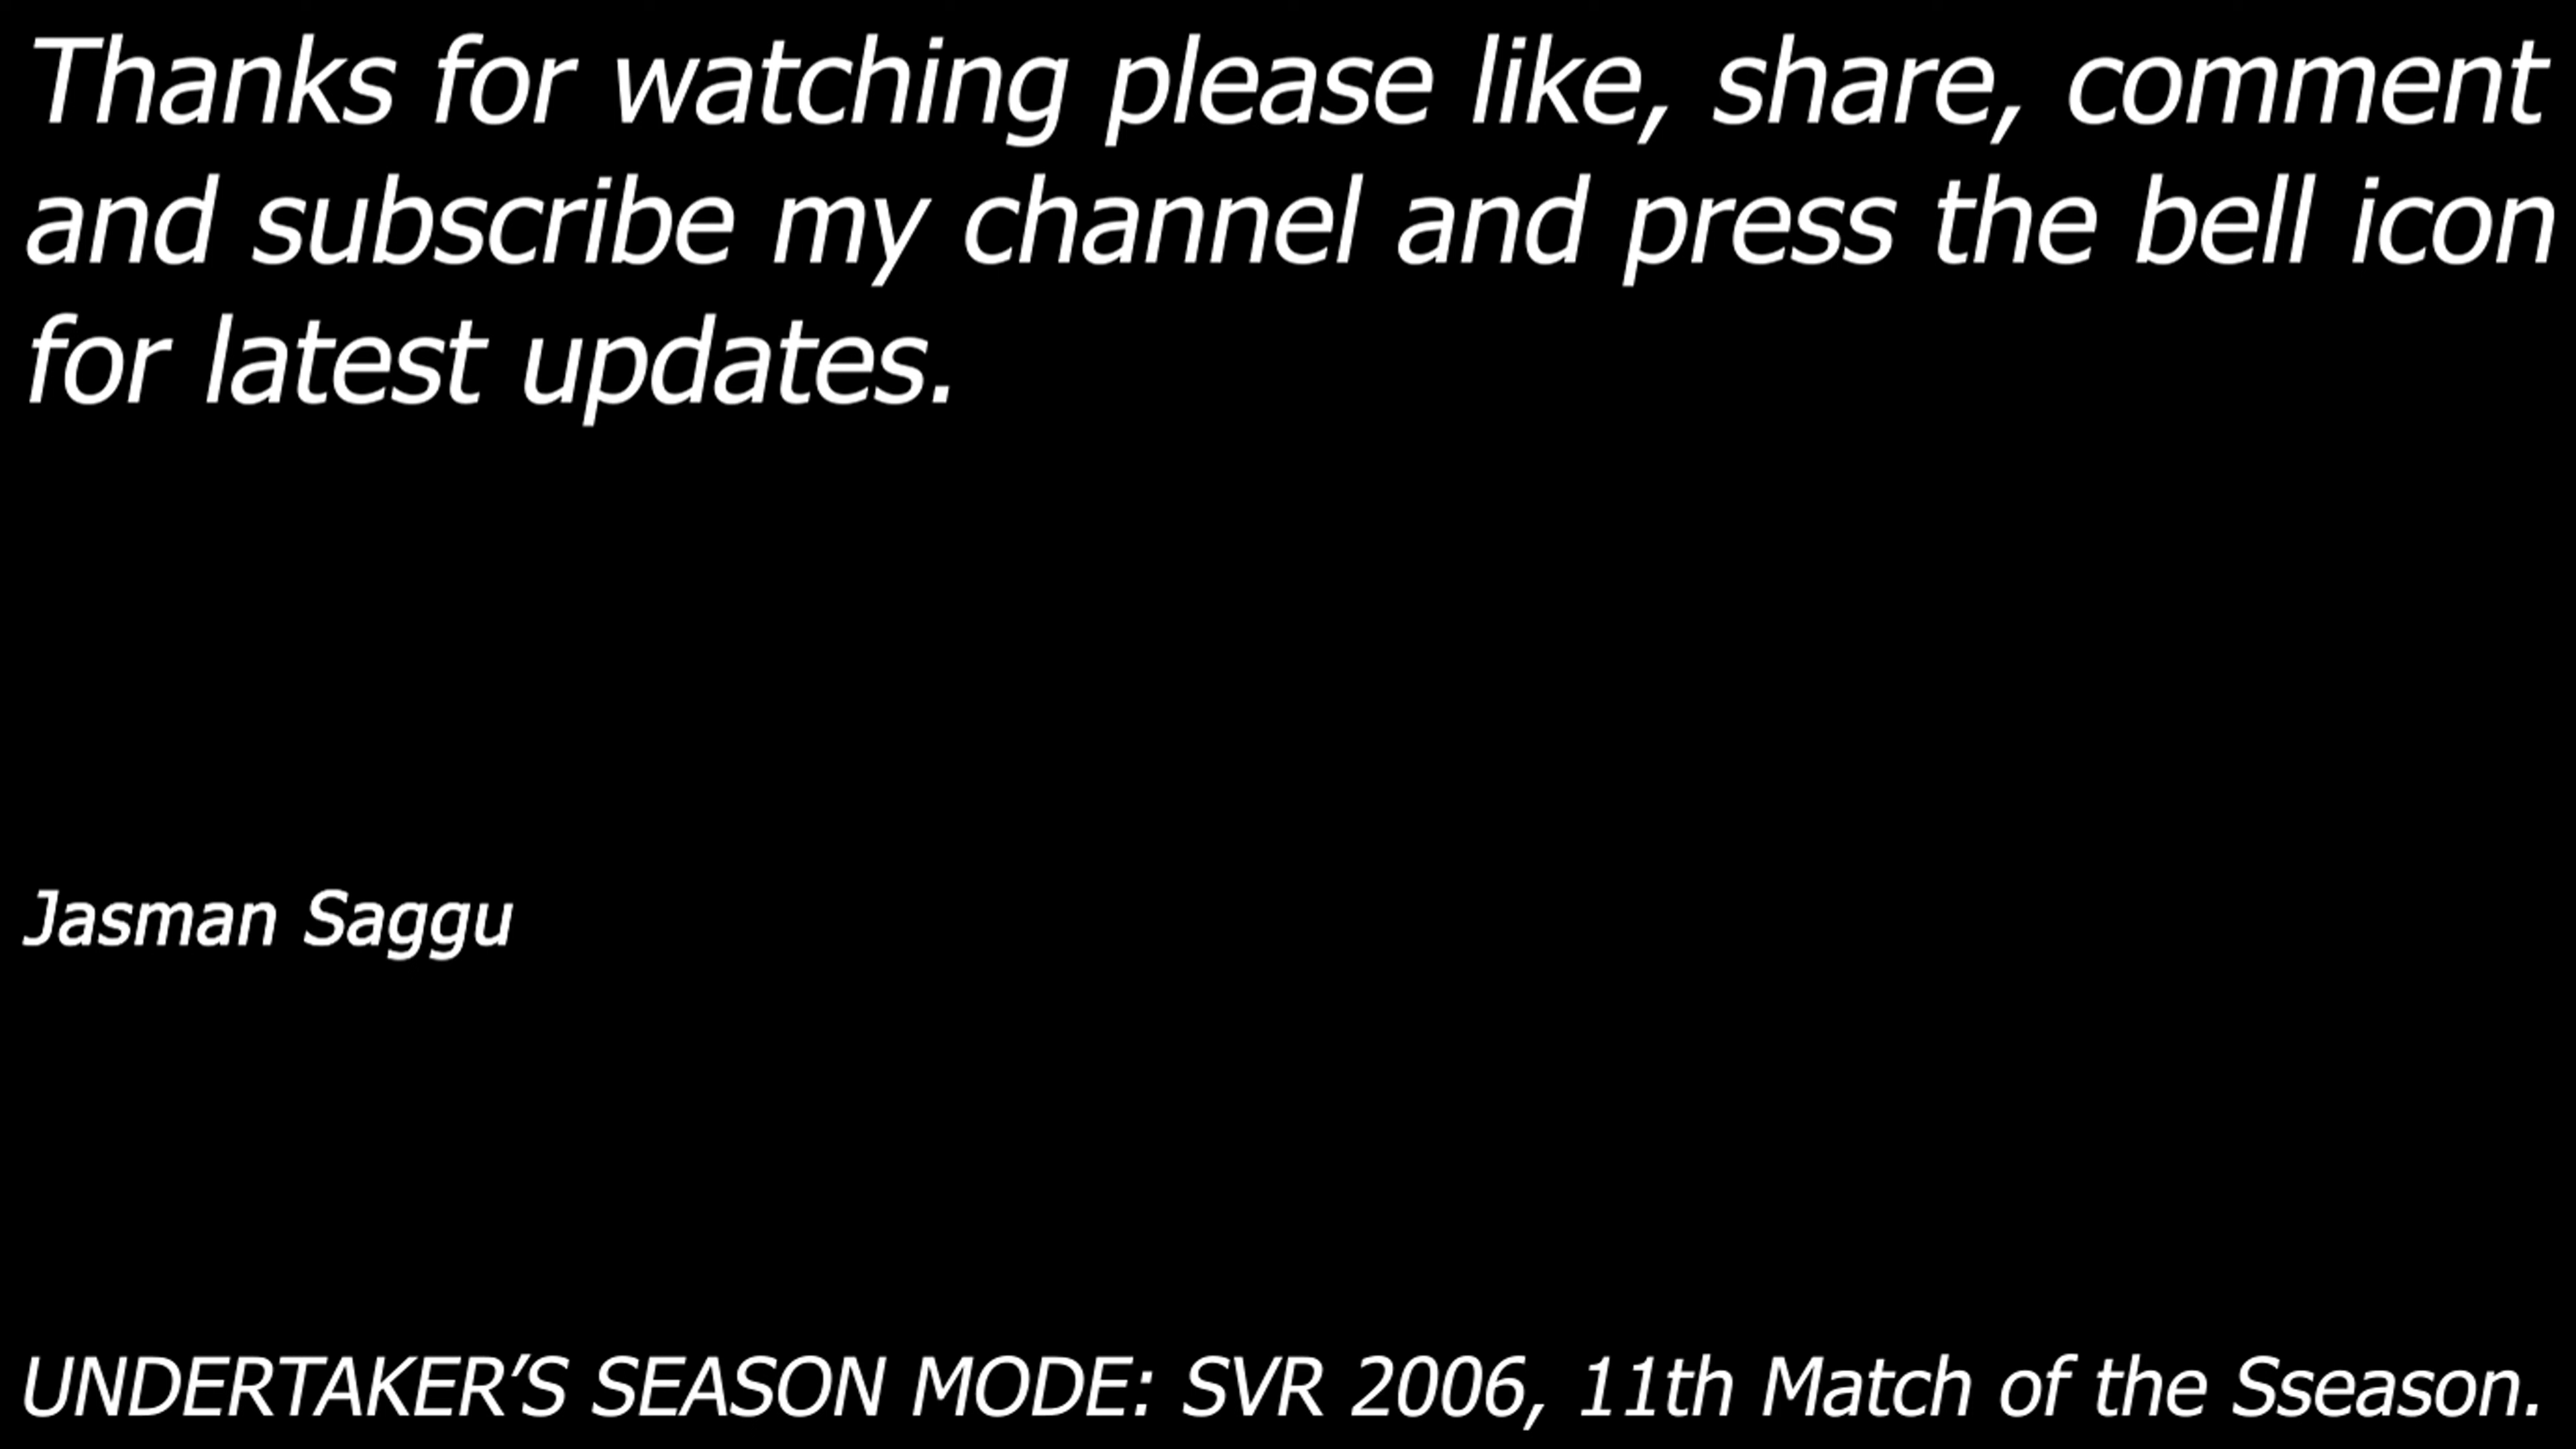 Thanks for watching please like, share, comment
and subscribe my channel and press the bell icon
for latest updates.
Jasman Saggu
UNDERTAKER’S SEASON MODE: SVR 2006, 11th Match of the Sseason.